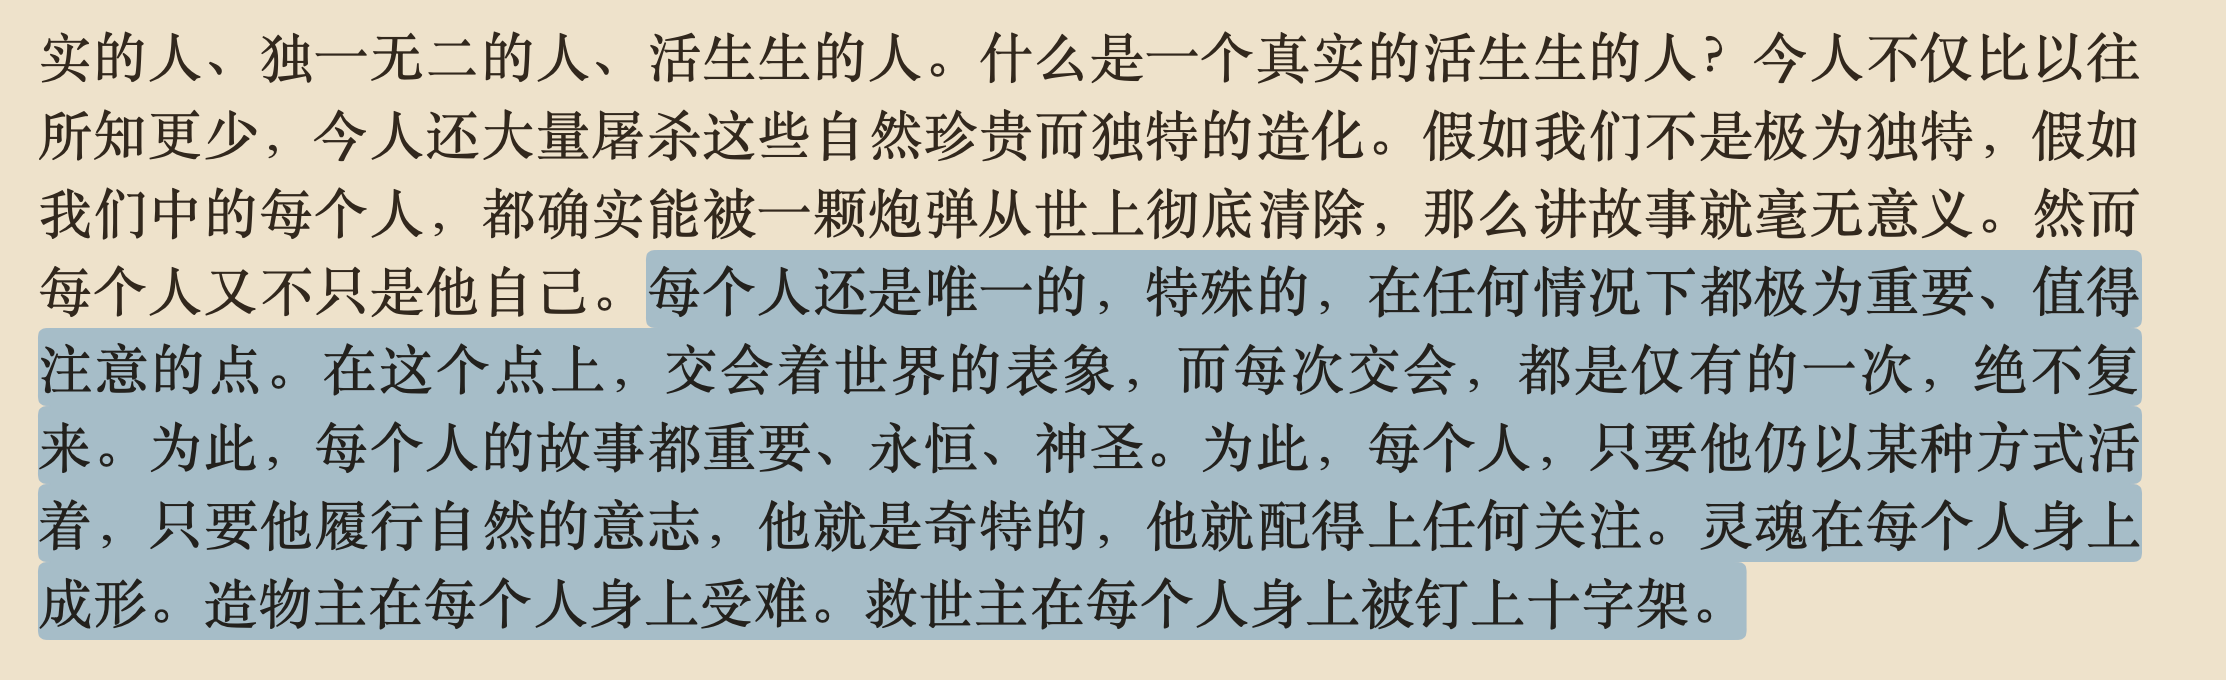 实的人、独一无二的人、活生生的人。什么是一个真实的活生生的人？今人不仅比以往
所知更少，今人还大量屠杀这些自然珍贵而独特的造化。假如我们不是极为独特，假如
我们中的每个人，都确实能被一颗炮弹从世上彻底清除，那么讲故事就毫无意义。然而
每个人又不只是他自己。每个人还是唯一的，特殊的，在任何情况下都极为重要、值得
注意的点。在这个点上，交会着世界的表象，而每次交会，都是仅有的一次，绝不复
来。为此，每个人的故事都重要、永恒、神圣。为此，每个人，只要他仍以某种方式活
着，只要他履行自然的意志，他就是奇特的，他就配得上任何关注。灵魂在每个人身上
成形。造物主在每个人身上受难。救世主在每个人身上被钉上十字架。